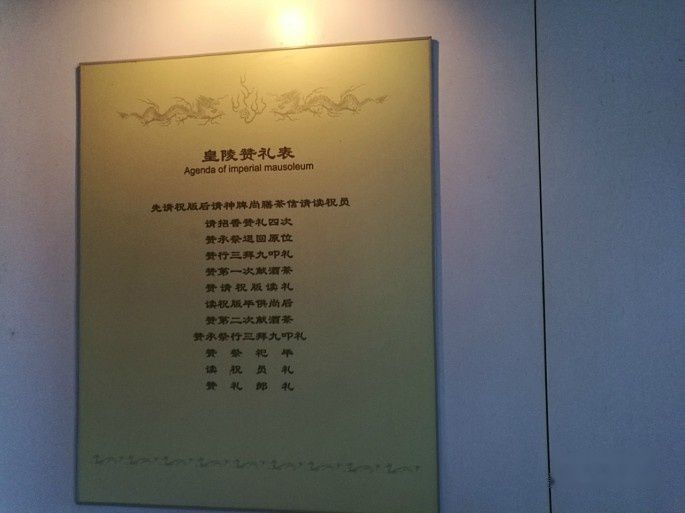 皇陵赞礼表
Agenda of imperial mausoleum
先请祝版后请神牌尚膳茶信请读祝员
请招香赞礼四次
赞承祭退回原位
赞行三拜九叩礼
赞第一次献酒茶
赞请祝版读礼
读祝版毕供尚后
赞第二次献酒茶
赞承祭行三拜九叩礼
赞祭祀毕
读祝员礼
赞礼郎礼